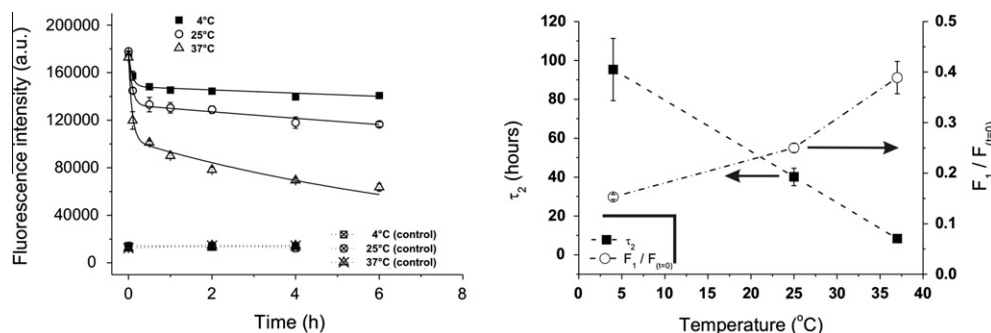 200000
160000
120000
80000
40000
0
Fluorescence intensity (a.u.)
4°C
25°C
37°C
4°C (control)
25°C (control)
37°C (control)
0 2 4 6 8
Time (h)
120
100
80
60
40
20
0
τ2 (hours)
τ2
F1 / F(t=0)
0.5
0.4
0.3
0.2
0.1
0.0
F1 / F(t=0)
0 5 10 15 20 25 30 35 40
Temperature (°C)